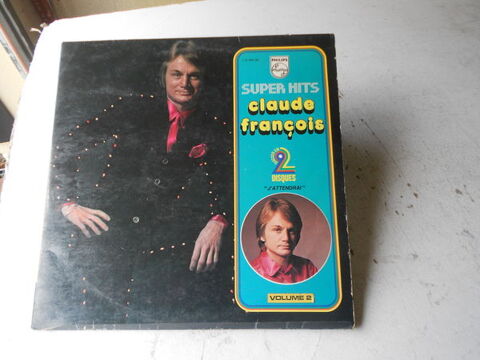 PHILIPS
SUPER HITS
claude
françois
2
DISQUES
"J'ATTENDRAI"
VOLUME 2